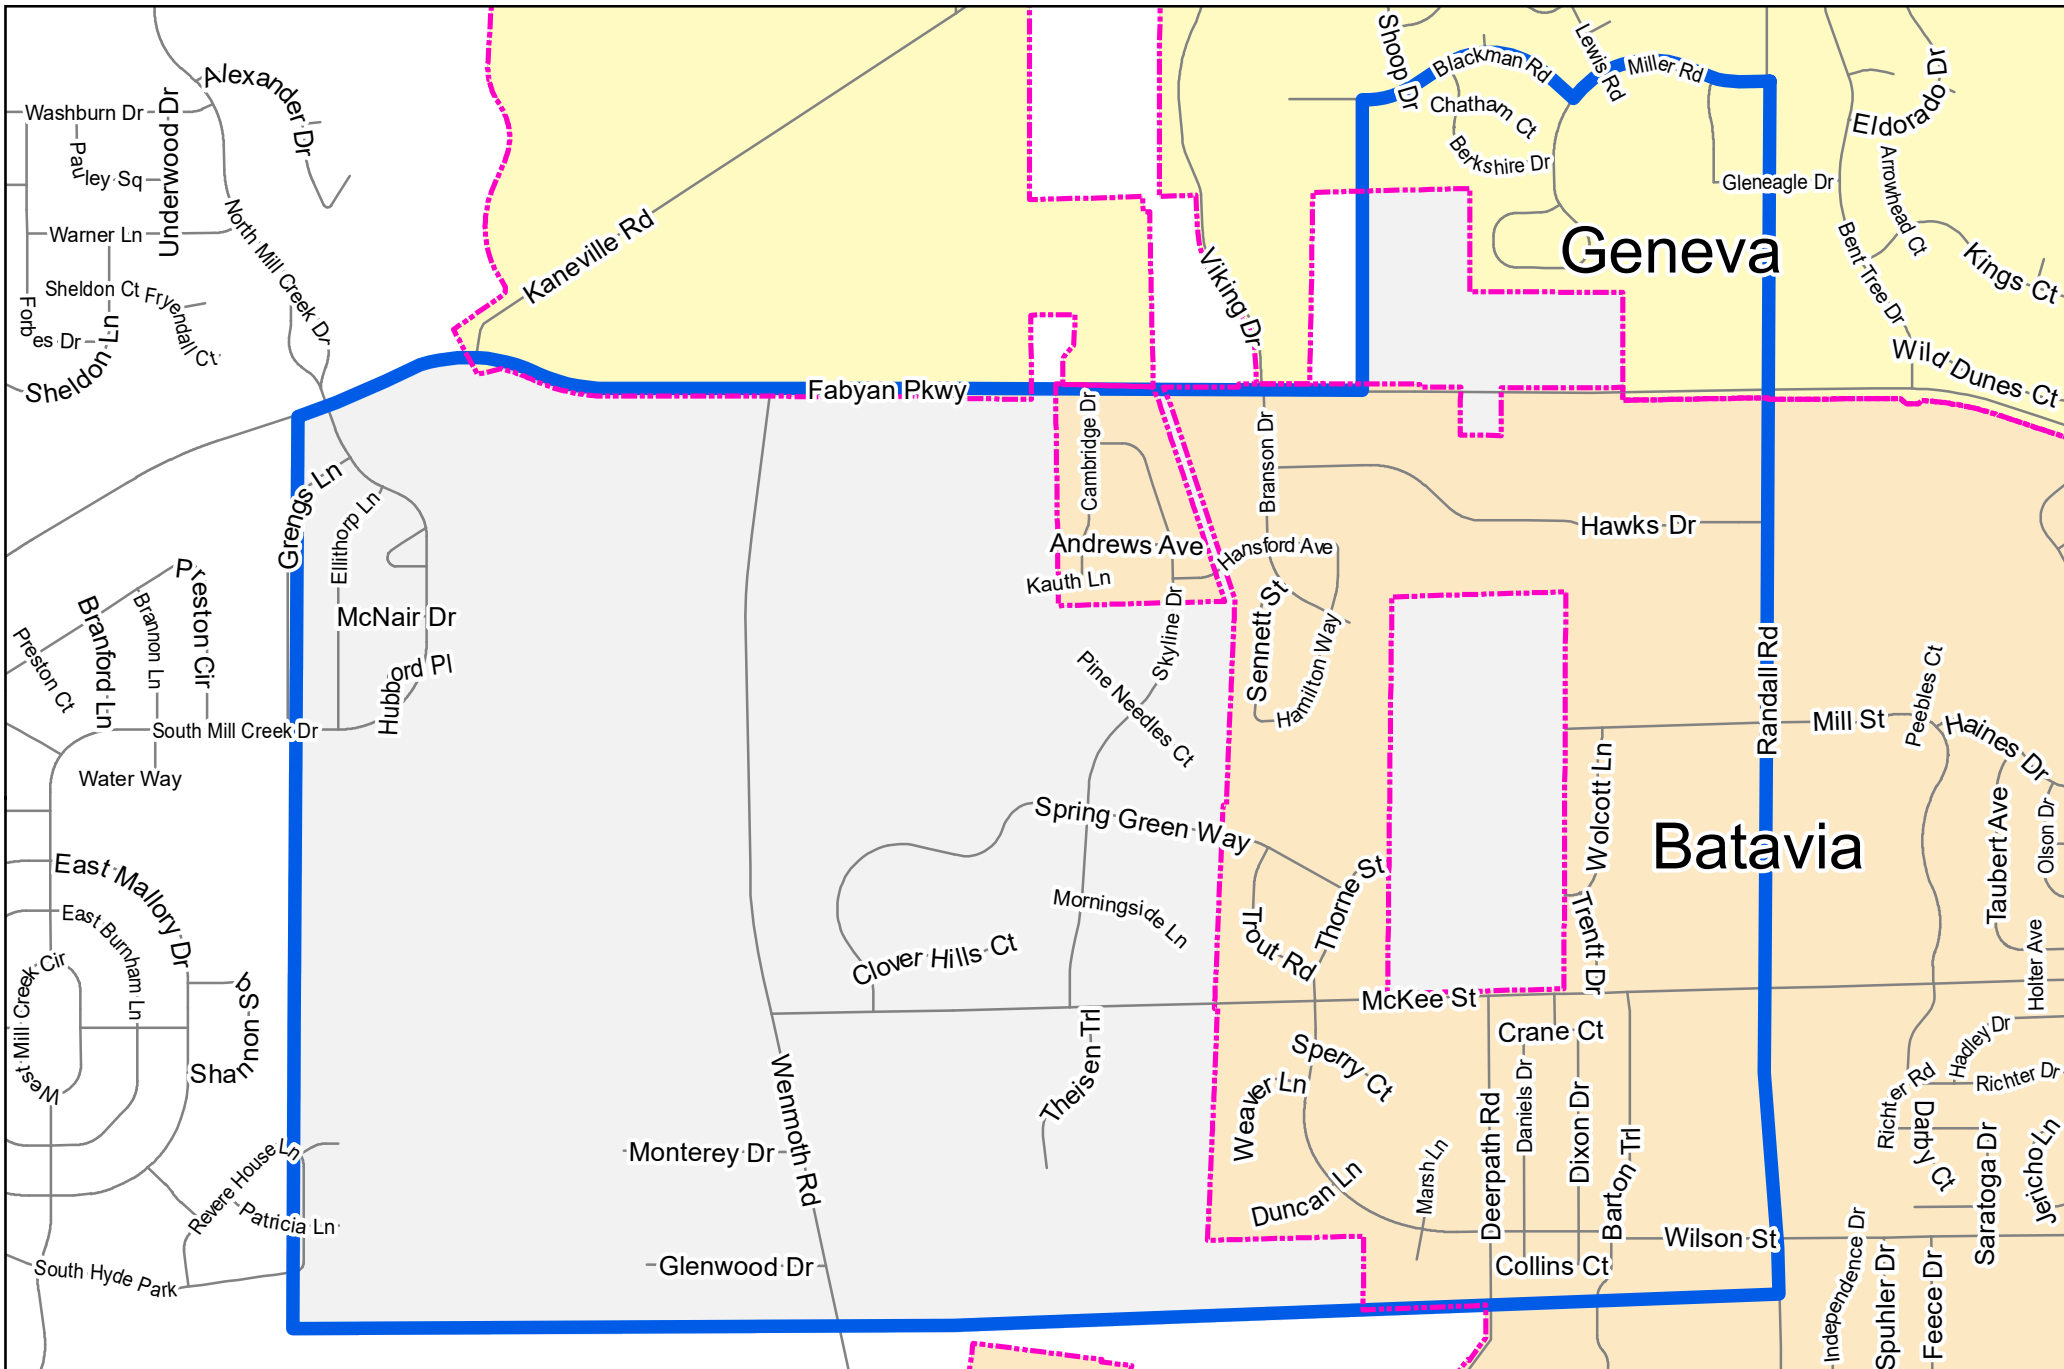 Alexander Dr
Washburn Dr
Underwood Dr
Pauley Sq
Warner Ln
North Mill Creek Dr
Sheldon Ct
Fryendall Ct
Forbes Dr
Sheldon Ln
Kaneville Rd
Viking Dr
Shoop Dr
Blackman Rd
Lewis Rd
Miller Rd
Chatham Ct
Berkshire Dr
Gleneagle Dr
Eldorado Dr
Arrowhead Ct
Bent Tree Dr
Kings Ct
Wild Dunes Ct
Geneva
Fabyan Pkwy
Grengs Ln
Ellithorp Ln
McNair Dr
Hubbord Pl
Preston Cir
Brannon Ln
Branford Ln
Preston Ct
South Mill Creek Dr
Water Way
Cambridge Dr
Andrews Ave
Kauth Ln
Skyline Dr
Branson Dr
Hansford Ave
Sennett St
Hamilton Way
Hawks Dr
Pine Needles Ct
Randall Rd
Mill St
Peebles Ct
Haines Dr
Wolcott Ln
Batavia
Taubert Ave
Olson Dr
Spring Green Way
Thorne St
Trout Rd
Trentt Dr
Morningside Ln
Clover Hills Ct
McKee St
Holter Ave
East Mallory Dr
East Burnham Ln
West Mill Creek Cir
Shannon Sq
Wenmoth Rd
Theisen Trl
Sperry Ct
Weaver Ln
Crane Ct
Daniels Dr
Dixon Dr
Deerpath Rd
Barton Trl
Marsh Ln
Duncan Ln
Hadley Dr
Richter Rd
Richter Dr
Darby Ct
Saratoga Dr
Jericho Ln
Monterey Dr
Glenwood Dr
Revere House Ln
Patricia Ln
South Hyde Park
Wilson St
Collins Ct
Independence Dr
Spuhler Dr
Feece Dr